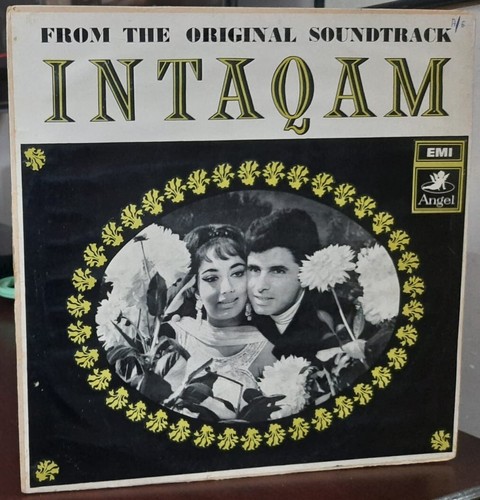 FROM THE ORIGINAL SOUNDTRACK
INTAQAM
EMI
Angel